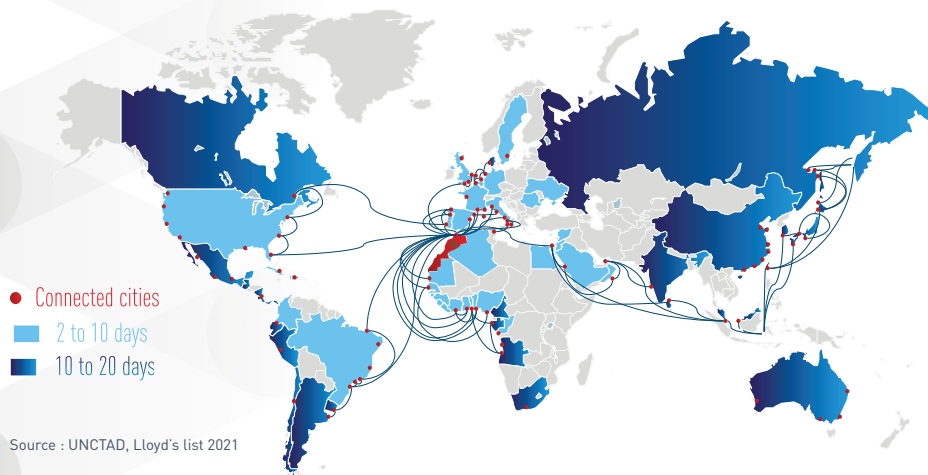 Connected cities
2 to 10 days
10 to 20 days
Source : UNCTAD, Lloyd’s list 2021